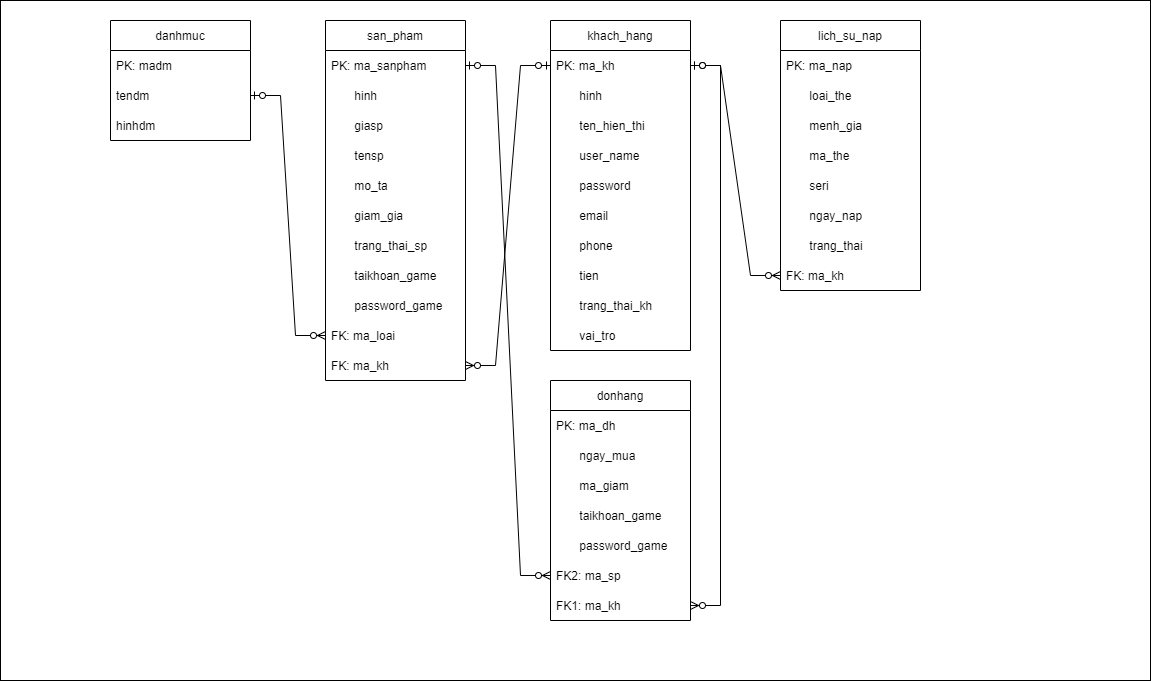 danhmuc
PK: madm
tendm
hinhdm
san_pham
PK: ma_sanpham
hinh
giasp
tensp
mo_ta
giam_gia
trang_thai_sp
taikhoan_game
password_game
FK: ma_loai
FK: ma_kh
khach_hang
PK: ma_kh
hinh
ten_hien_thi
user_name
password
email
phone
tien
trang_thai_kh
vai_tro
lich_su_nap
PK: ma_nap
loai_the
menh_gia
ma_the
seri
ngay_nap
trang_thai
FK: ma_kh
donhang
PK: ma_dh
ngay_mua
ma_giam
taikhoan_game
password_game
FK2: ma_sp
FK1: ma_kh